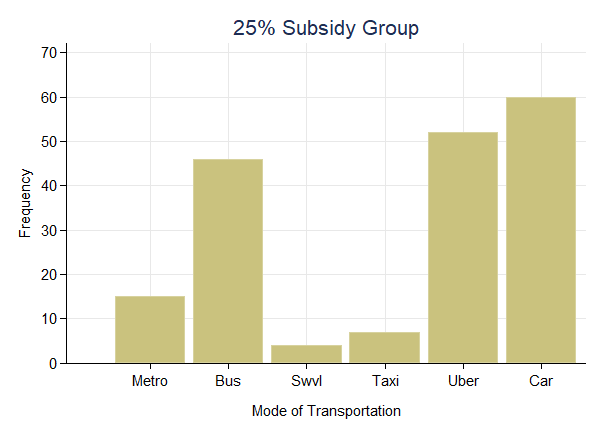 25% Subsidy Group
70
60
50
40
30
20
10
0
Frequency
Metro Bus Swvl Taxi Uber Car
Mode of Transportation